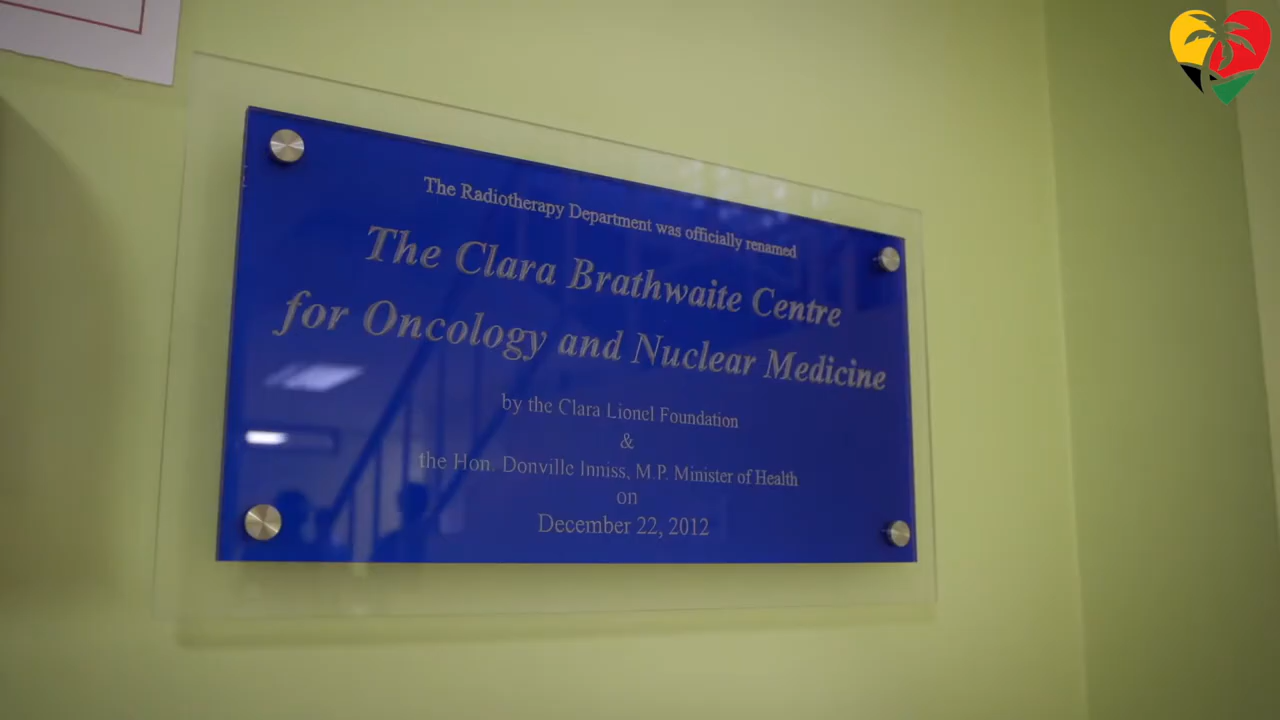 The Radiotherapy Department was officially renamed
The Clara Brathwaite Centre
for Oncology and Nuclear Medicine
by the Clara Lionel Foundation
&
the Hon. Donville Inniss, M.P. Minister of Health
on
December 22, 2012